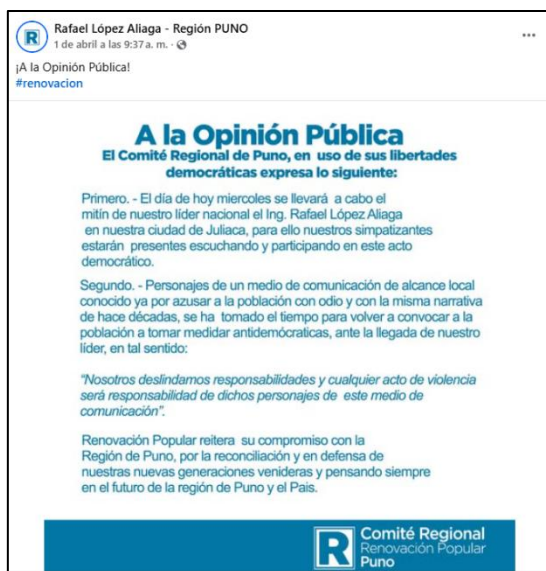 Rafael López Aliaga - Región PUNO
1 de abril a las 9:37 a. m. ·
¡A la Opinión Pública!
#renovacion
A la Opinión Pública
El Comité Regional de Puno, en uso de sus libertades
democráticas expresa lo siguiente:
Primero. - El día de hoy miercoles se llevará a cabo el
mitín de nuestro líder nacional el Ing. Rafael López Aliaga
en nuestra ciudad de Juliaca, para ello nuestros simpatizantes
estarán presentes escuchando y participando en este acto
democrático.
Segundo. - Personajes de un medio de comunicación de alcance local
conocido ya por azusar a la población con odio y con la misma narrativa
de hace décadas, se ha tomado el tiempo para volver a convocar a la
población a tomar medidar antidemócraticas, ante la llegada de nuestro
líder, en tal sentido:
"Nosotros deslindamos responsabilidades y cualquier acto de violencia
será responsabilidad de dichos personajes de este medio de
comunicación".
Renovación Popular reitera su compromiso con la
Región de Puno, por la reconciliación y en defensa de
nuestras nuevas generaciones venideras y pensando siempre
en el futuro de la región de Puno y el Pais.
R
Comité Regional
Renovación Popular
Puno